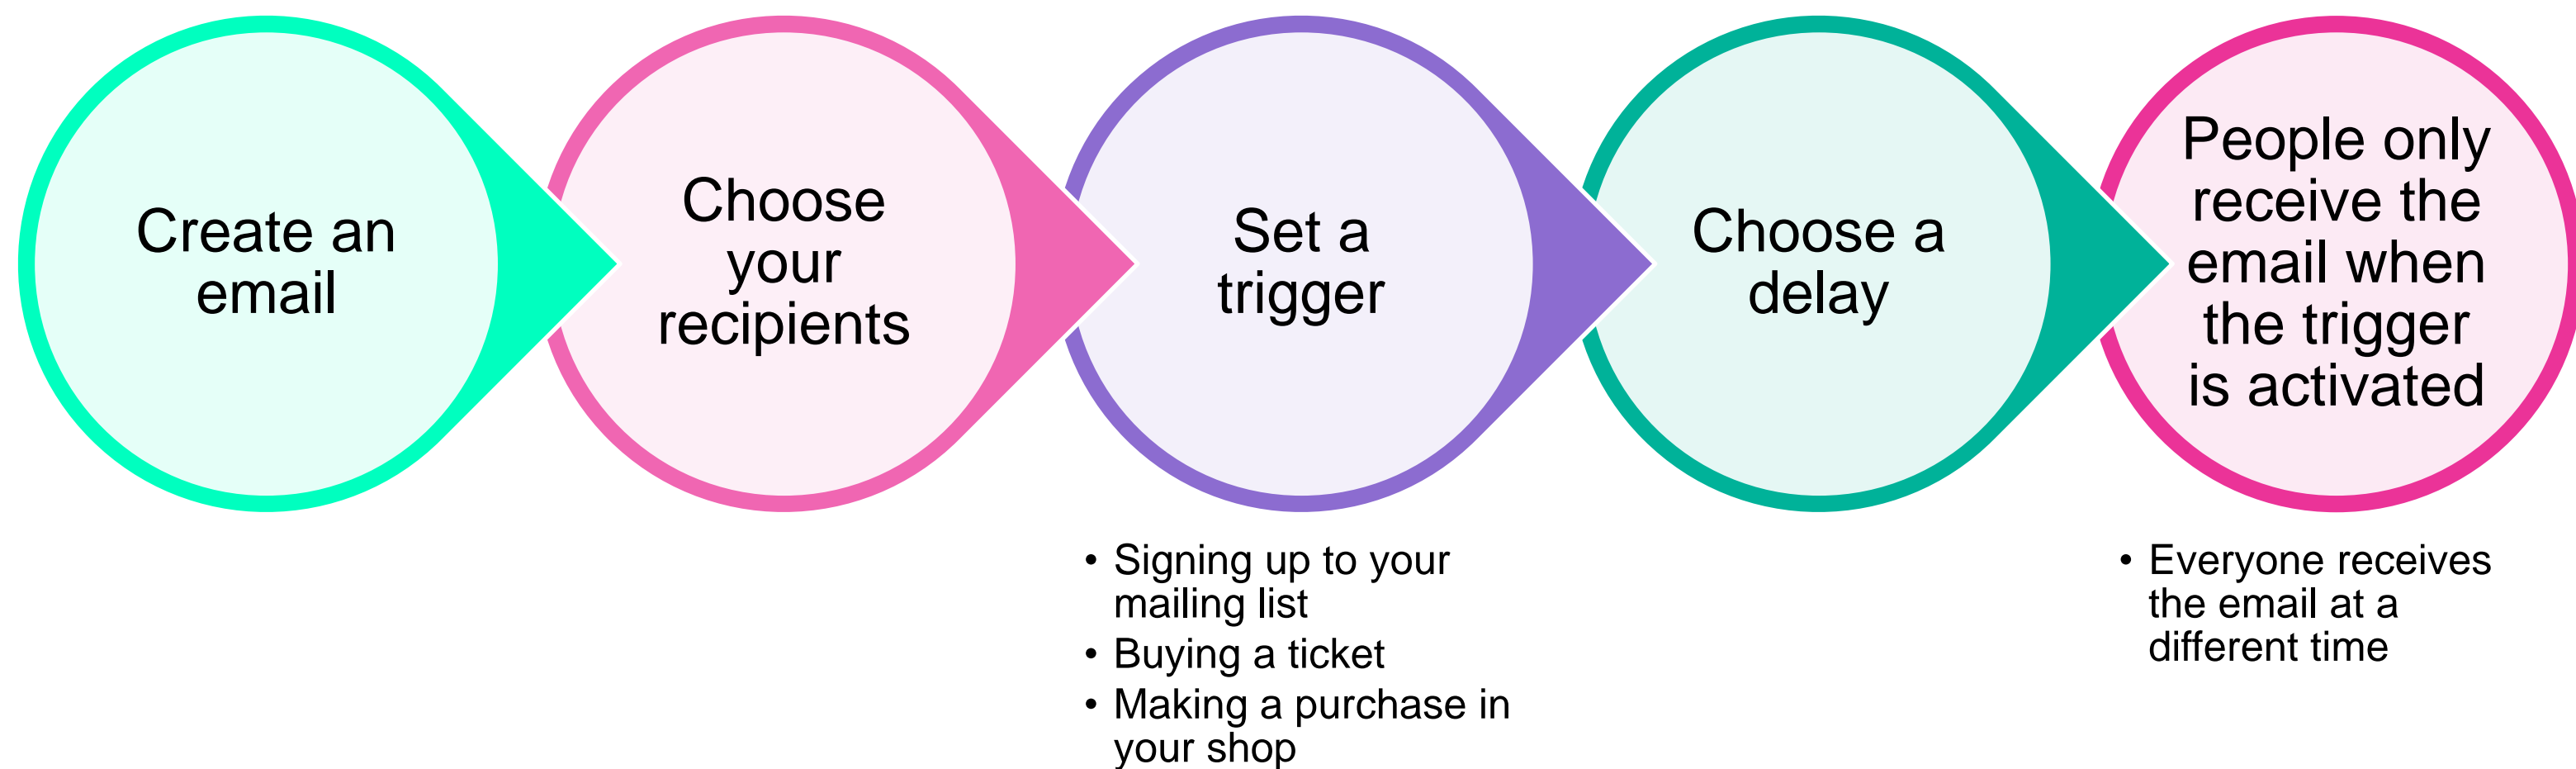 Create an
email
Choose
your
recipients
Set a
trigger
• Signing up to your
mailing list
• Buying a ticket
• Making a purchase in
your shop
Choose a
delay
People only
receive the
email when
the trigger
is activated
• Everyone receives
the email at a
different time